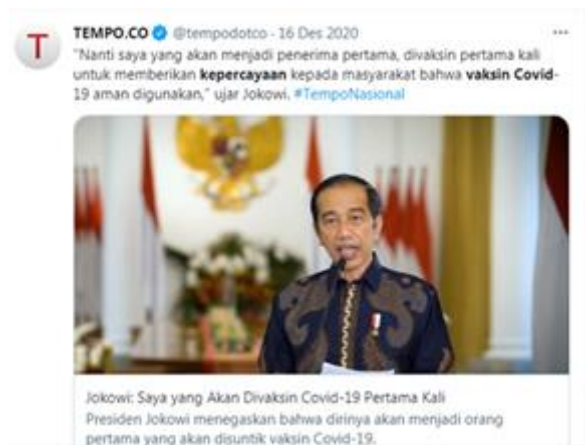 T
TEMPO.CO @tempodotco · 16 Des 2020
"Nanti saya yang akan menjadi penerima pertama, divaksin pertama kali
untuk memberikan kepercayaan kepada masyarakat bahwa vaksin Covid-
19 aman digunakan," ujar Jokowi. #TempoNasional
Jokowi: Saya yang Akan Divaksin Covid-19 Pertama Kali
Presiden Jokowi menegaskan bahwa dirinya akan menjadi orang
pertama yang akan disuntik vaksin Covid-19.